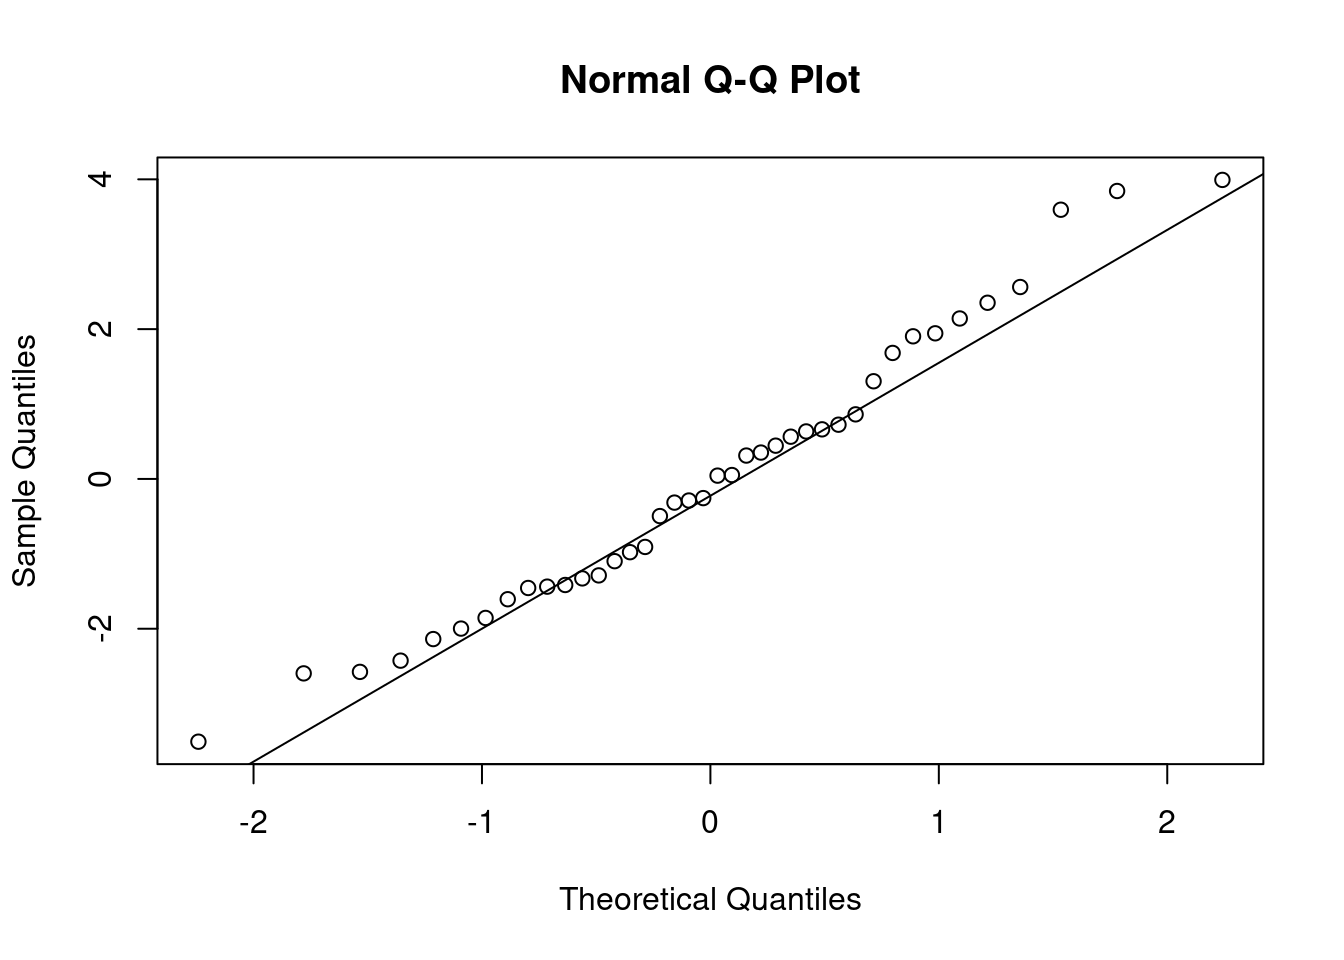 Normal Q-Q Plot
Sample Quantiles
4
2
0
-2
-2 -1 0 1 2
Theoretical Quantiles